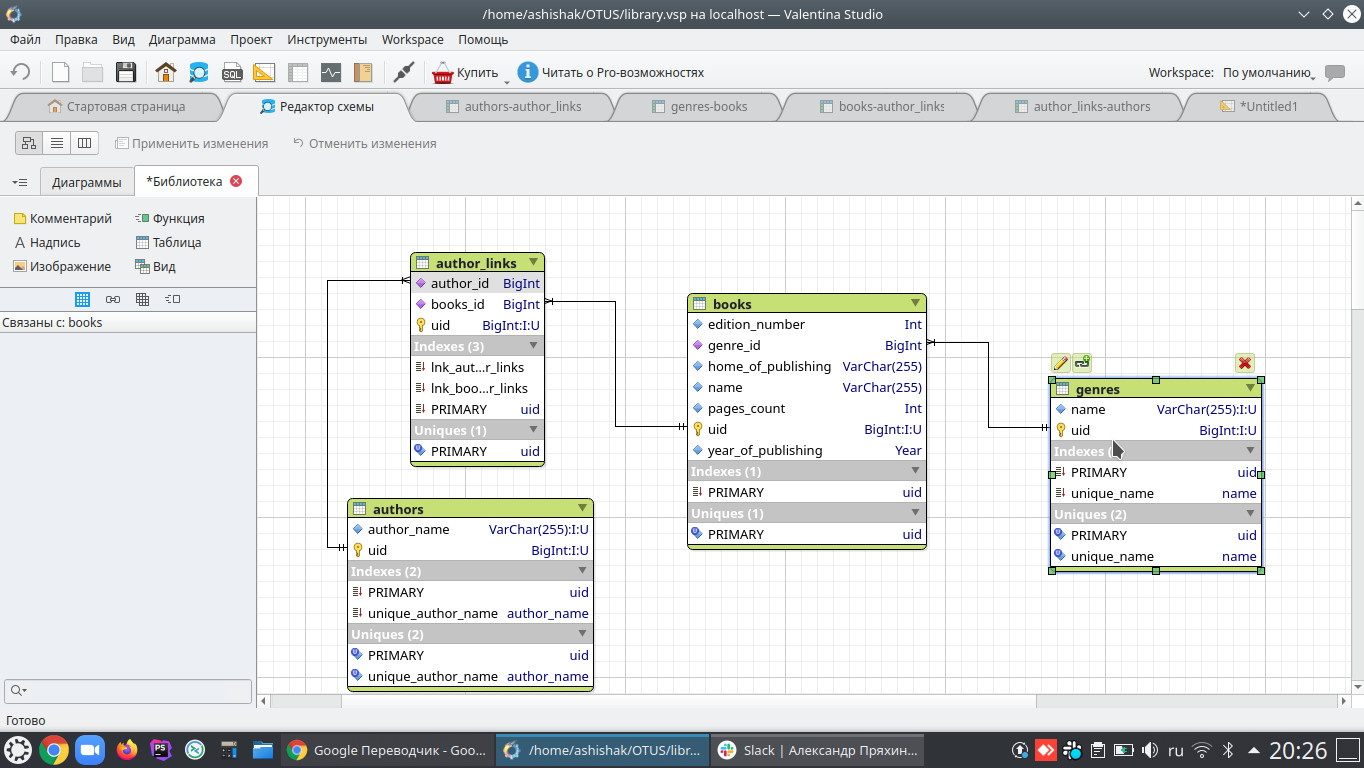 /home/ashishak/OTUS/library.vsp на localhost — Valentina Studio
Файл Правка Вид Диаграмма Проект Инструменты Workspace Помощь
SQL Купить i Читать о Pro-возможностях Workspace: По умолчанию
Стартовая страница Редактор схемы authors-author_links genres-books books-author_links author_links-authors *Untitled1
Применить изменения Отменить изменения
Диаграммы *Библиотека
Комментарий Функция
A Надпись Таблица
Изображение Вид
Связаны с: books
author_links
author_id BigInt
books_id BigInt
uid BigInt:I:U
Indexes (3)
lnk_aut...r_links
lnk_boo...r_links
PRIMARY uid
Uniques (1)
PRIMARY uid
authors
author_name VarChar(255):I:U
uid BigInt:I:U
Indexes (2)
PRIMARY uid
unique_author_name author_name
Uniques (2)
PRIMARY uid
unique_author_name author_name
books
edition_number Int
genre_id BigInt
home_of_publishing VarChar(255)
name VarChar(255)
pages_count Int
uid BigInt:I:U
year_of_publishing Year
Indexes (1)
PRIMARY uid
Uniques (1)
PRIMARY uid
genres
name VarChar(255):I:U
uid BigInt:I:U
Indexes
PRIMARY uid
unique_name name
Uniques (2)
PRIMARY uid
unique_name name
Готово
PS Google Переводчик - Goo... /home/ashishak/OTUS/libr... Slack | Александр Пряхин... ru 20:26